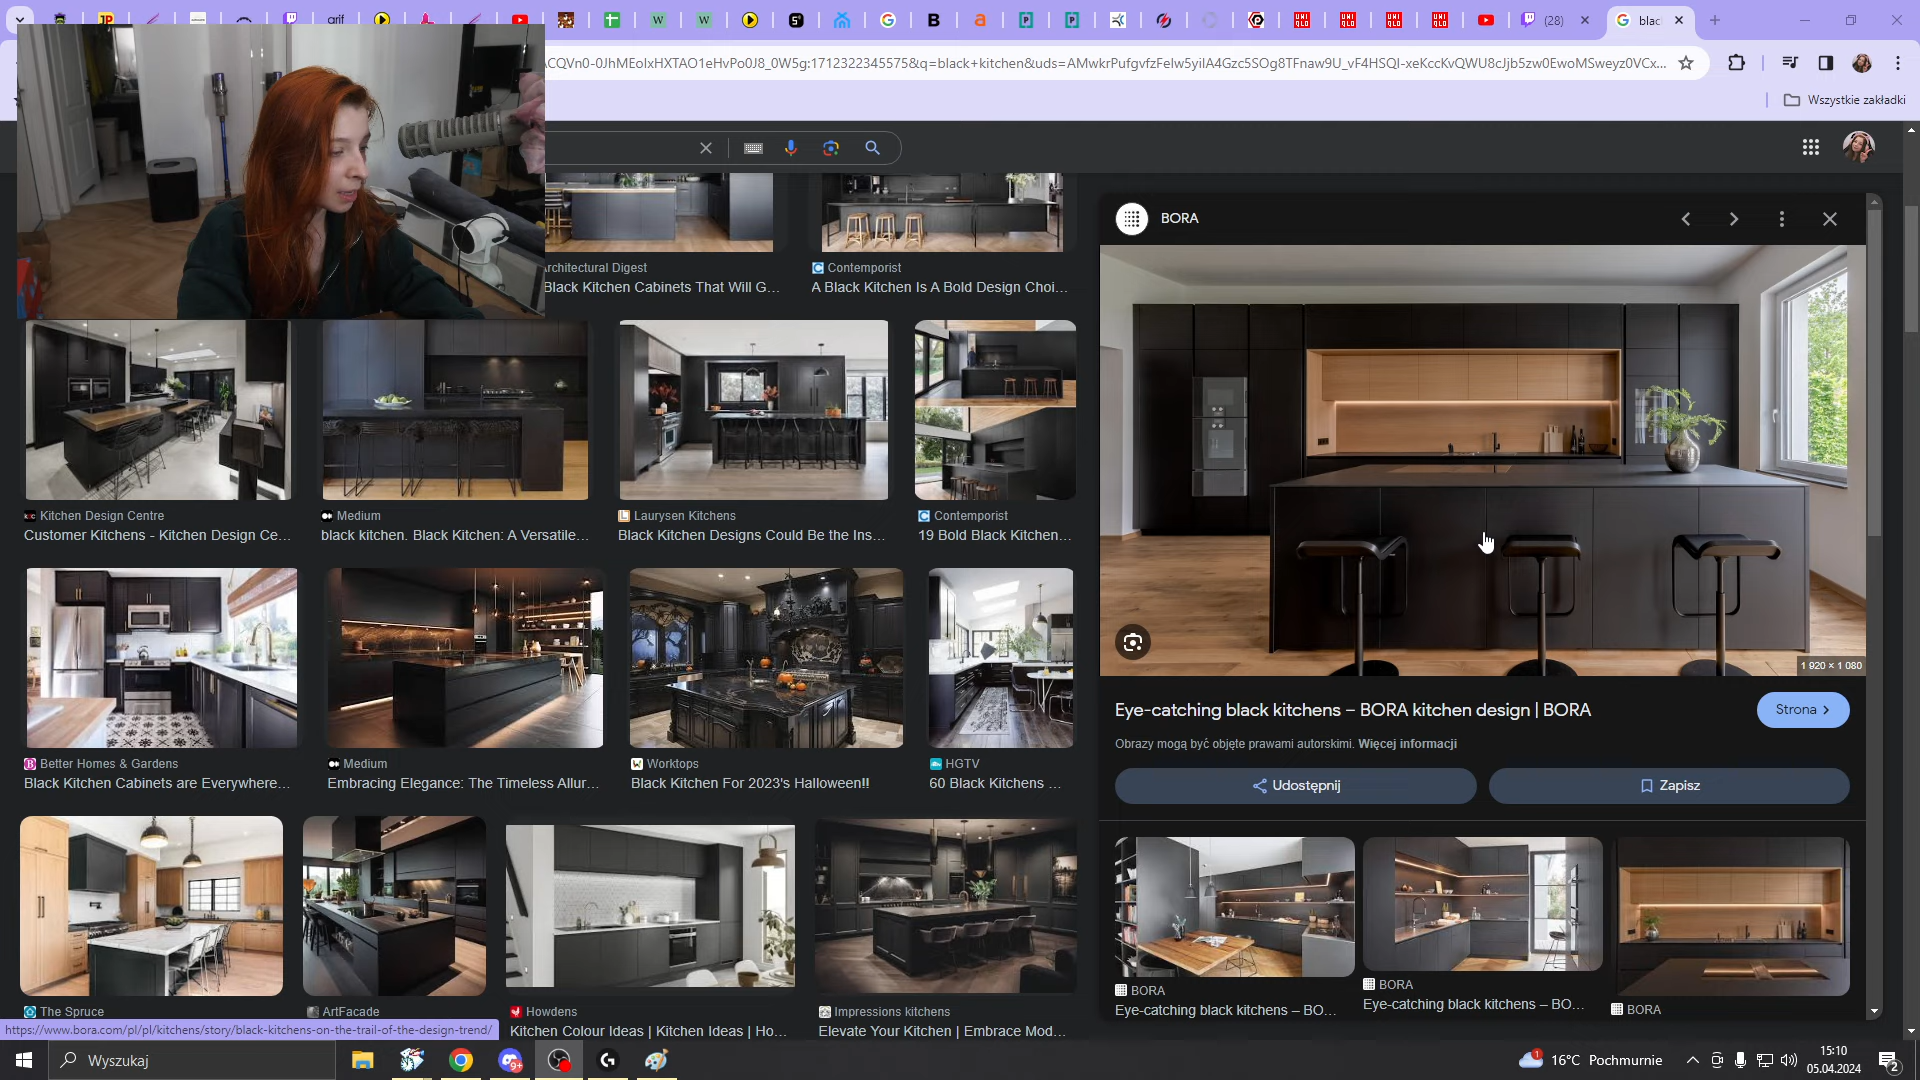 (28)
blac
ACQVn0-0JhMEoIxHXTAO1eHvPo0J8_0W5g:1712322345575&q=black+kitchen&uds=AMwkrPufgvfzFelw5yilA4Gzc5SOg8TFnaw9U_vF4HSQI-xeKccKvQWU8cJjb5zw0EwoMSweyz0VCx...
Wszystkie zakładki
BORA
Architectural Digest
Black Kitchen Cabinets That Will G...
Contemporist
A Black Kitchen Is A Bold Design Choi...
Kitchen Design Centre
Customer Kitchens - Kitchen Design Ce...
Medium
black kitchen. Black Kitchen: A Versatile...
Laurysen Kitchens
Black Kitchen Designs Could Be the Ins...
Contemporist
19 Bold Black Kitchen...
1 920 × 1 080
Eye-catching black kitchens – BORA kitchen design | BORA
Strona
Obrazy mogą być objęte prawami autorskimi. Więcej informacji
Udostępnij
Zapisz
Better Homes & Gardens
Black Kitchen Cabinets are Everywhere...
Medium
Embracing Elegance: The Timeless Allur...
Worktops
Black Kitchen For 2023's Halloween!!
HGTV
60 Black Kitchens ...
The Spruce
ArtFacade
Howdens
Kitchen Colour Ideas | Kitchen Ideas | Ho...
Impressions kitchens
Elevate Your Kitchen | Embrace Mod...
BORA
Eye-catching black kitchens – BO...
BORA
Eye-catching black kitchens – BO...
BORA
https://www.bora.com/pl/pl/kitchens/story/black-kitchens-on-the-trail-of-the-design-trend/
Wyszukaj
16°C Pochmurnie
15:10
05.04.2024
2